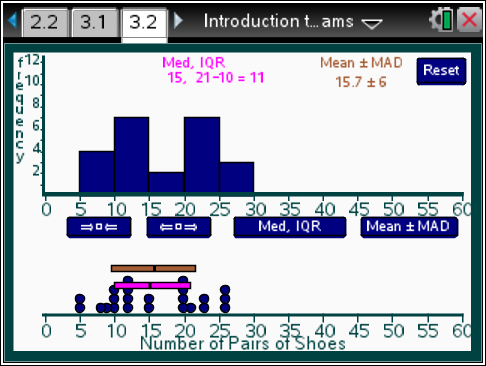 2.2 3.1 3.2 Introduction t...ams
frequency
12
10
8
6
4
2
Med, IQR
15, 21-10 = 11
Mean ± MAD
15.7 ± 6
Reset
0 5 10 15 20 25 30 35 40 45 50 55 60
⇒▫⇐ ⇐▫⇒ Med, IQR Mean ± MAD
0 5 10 15 20 25 30 35 40 45 50 55 60
Number of Pairs of Shoes